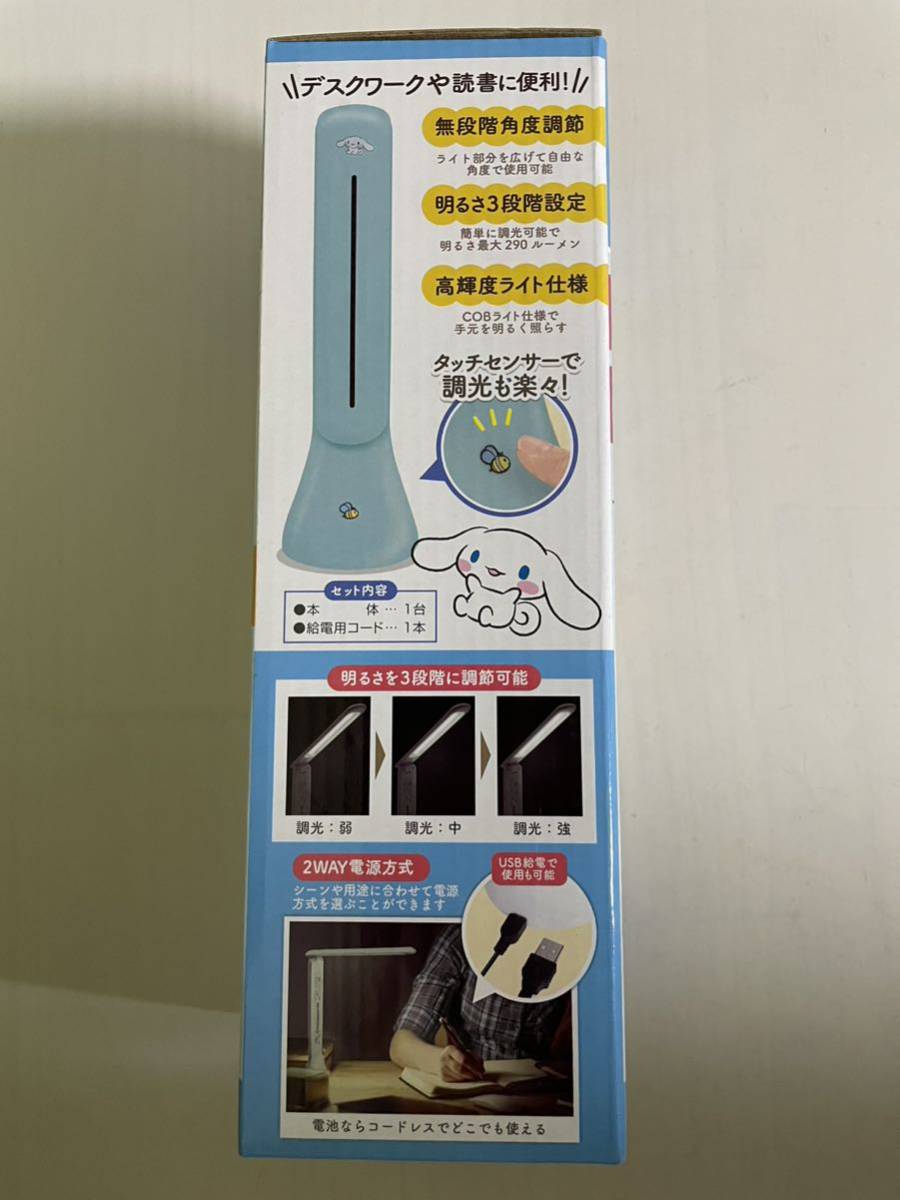 デスクワークや読書に便利!
無段階角度調節
ライト部分を広げて自由な
角度で使用可能
明るさ3段階設定
簡単に調光可能で
明るさ最大290ルーメン
高輝度ライト仕様
COBライト仕様で
手元を明るく照らす
タッチセンサーで
調光も楽々!
セット内容
●本　　体… 1台
●給電用コード… 1本
明るさを3段階に調節可能
調光：弱
調光：中
調光：強
2WAY電源方式
シーンや用途に合わせて電源
方式を選ぶことができます
USB給電で
使用も可能
電池ならコードレスでどこでも使える